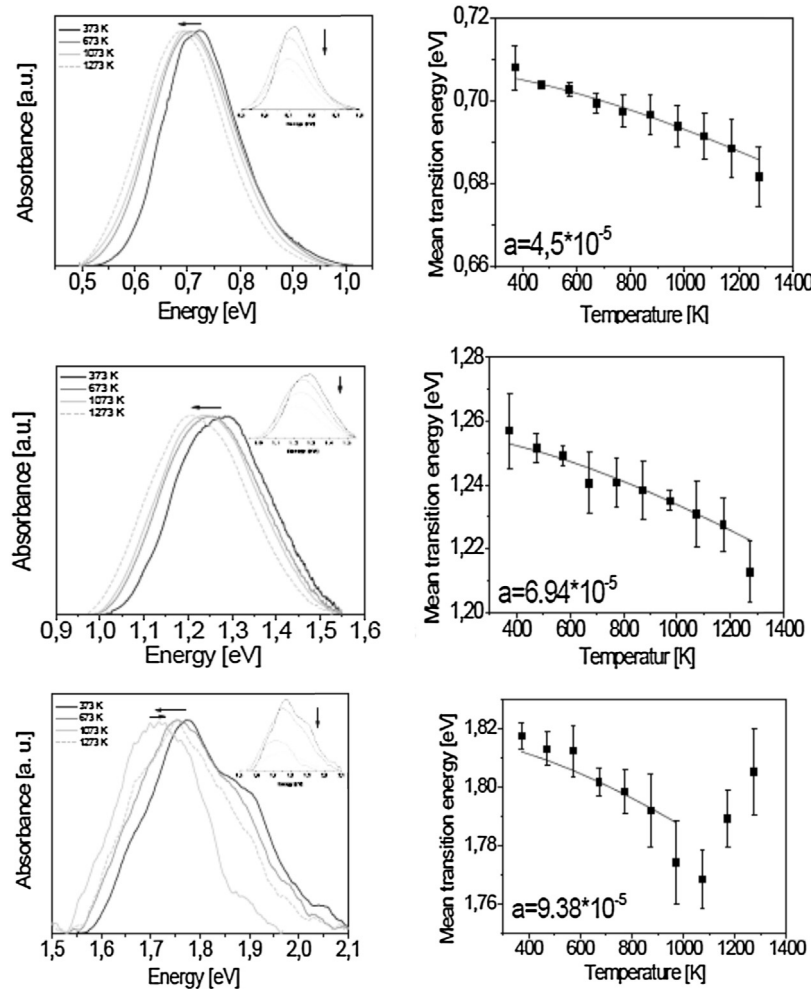 373 K
673 K
1073 K
1273 K
Absorbance [a.u.]
0,5 0,6 0,7 0,8 0,9 1,0
Energy [eV]
Mean transition energy [eV]
0,72
0,70
0,68
0,66
a=4,5*10-5
400 600 800 1000 1200 1400
Temperature [K]
373 K
673 K
1073 K
1273 K
Absorbance [a.u.]
0,9 1,0 1,1 1,2 1,3 1,4 1,5 1,6
Energy [eV]
Mean transition energy [eV]
1,28
1,26
1,24
1,22
1,20
a=6.94*10-5
400 600 800 1000 1200 1400
Temperatur [K]
373 K
673 K
1073 K
1273 K
Absorbance [a. u.]
1,5 1,6 1,7 1,8 1,9 2,0 2,1
Energy [eV]
Mean transition energy [eV]
1,82
1,80
1,78
1,76
a=9.38*10-5
400 600 800 1000 1200 1400
Temperature [K]